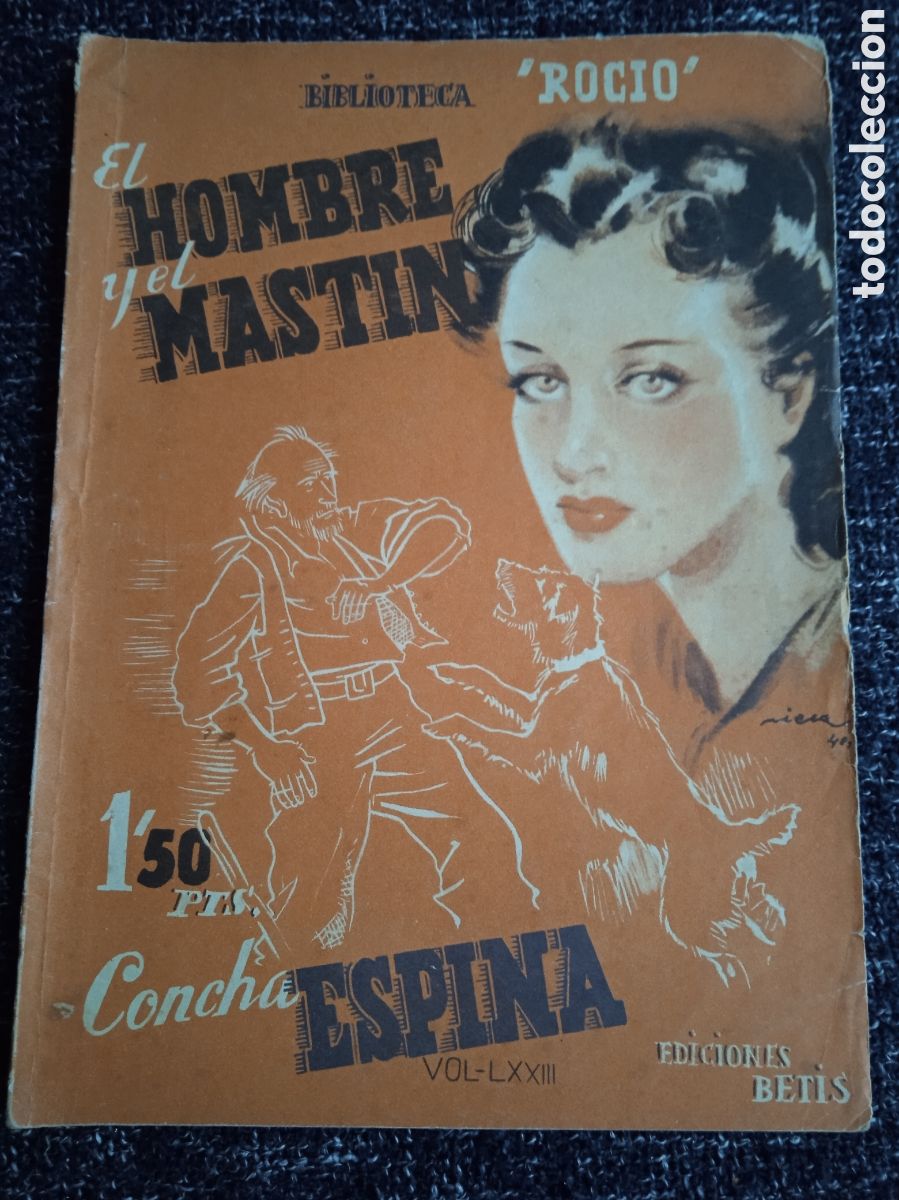 BIBLIOTECA 'ROCIO'
El HOMBRE
y el MASTIN
1'50
PTS.
Concha ESPINA
VOL-LXXIII
EDICIONES
BETIS
todocoleccion